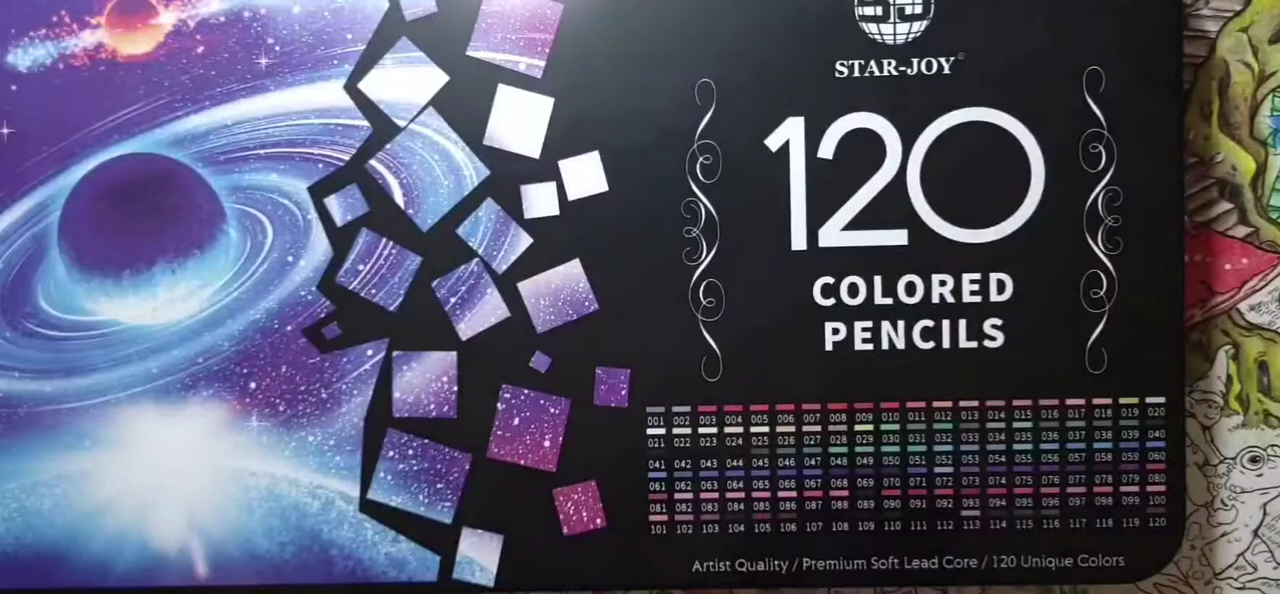 SJ
STAR-JOY
120
COLORED
PENCILS
001 002 003 004 005 006 007 008 009 010 011 012 013 014 015 016 017 018 019 020
021 022 023 024 025 026 027 028 029 030 031 032 033 034 035 036 037 038 039 040
041 042 043 044 045 046 047 048 049 050 051 052 053 054 055 056 057 058 059 060
061 062 063 064 065 066 067 068 069 070 071 072 073 074 075 076 077 078 079 080
081 082 083 084 085 086 087 088 089 090 091 092 093 094 095 096 097 098 099 100
101 102 103 104 105 106 107 108 109 110 111 112 113 114 115 116 117 118 119 120
Artist Quality / Premium Soft Lead Core / 120 Unique Colors